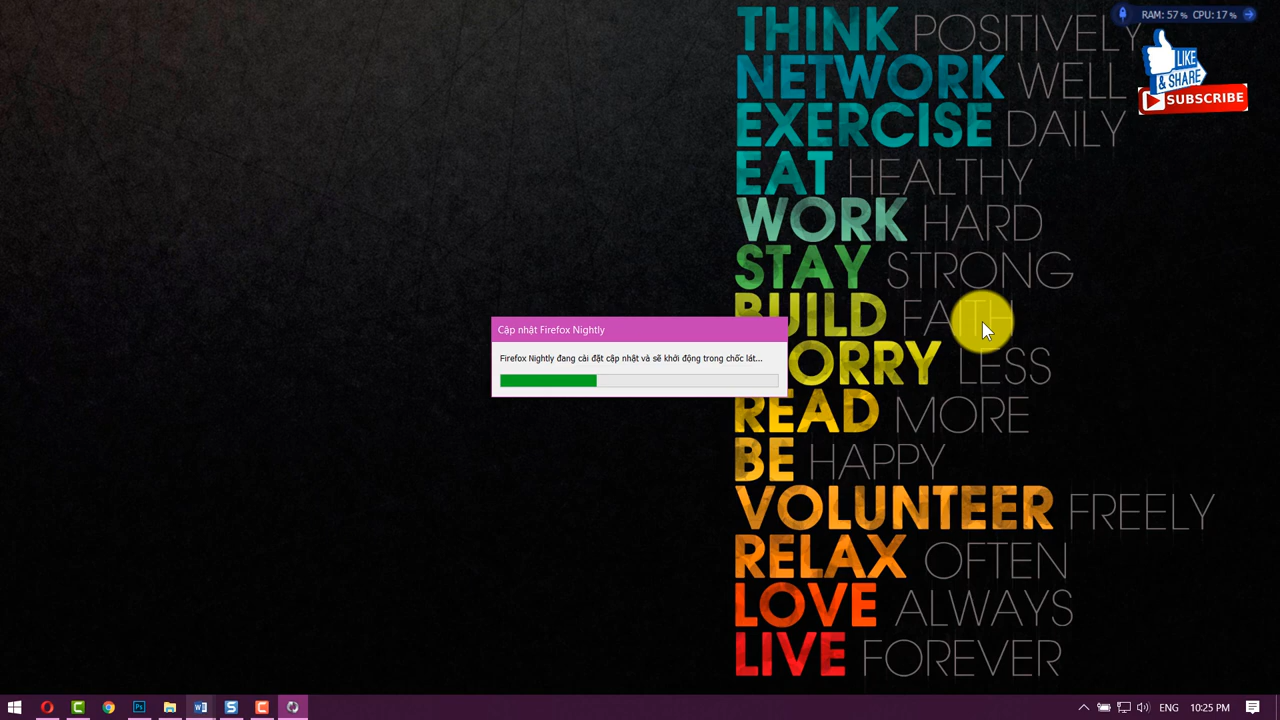 THINK POSITIVELY
RAM: 57 % CPU: 17 %
LIKE
& SHARE
SUBSCRIBE
NETWORK WELL
EXERCISE DAILY
EAT HEALTHY
WORK HARD
STAY STRONG
BUILD FAITH
Cập nhật Firefox Nightly
Firefox Nightly đang cài đặt cập nhật và sẽ khởi động trong chốc lát...
ORRY LESS
READ MORE
BE HAPPY
VOLUNTEER FREELY
RELAX OFTEN
LOVE ALWAYS
LIVE FOREVER
Ps
W
S
C
ENG
10:25 PM